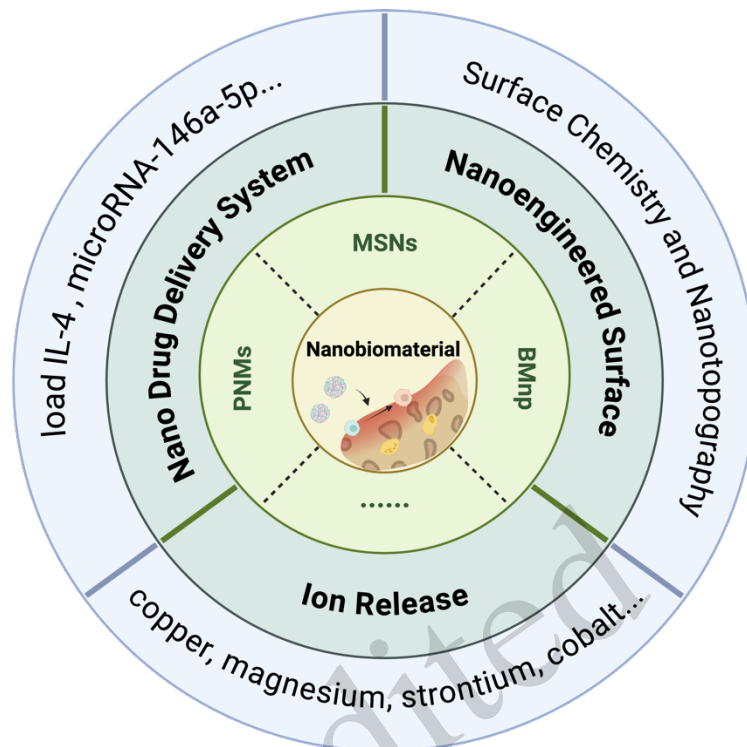 load IL-4 , microRNA-146a-5p...
Surface Chemistry and Nanotopography
Nano Drug Delivery System
Nanoengineered Surface
MSNs
PNMs
Nanobiomaterial
BMnp
......
Ion Release
copper, magnesium, strontium, cobalt...
edited